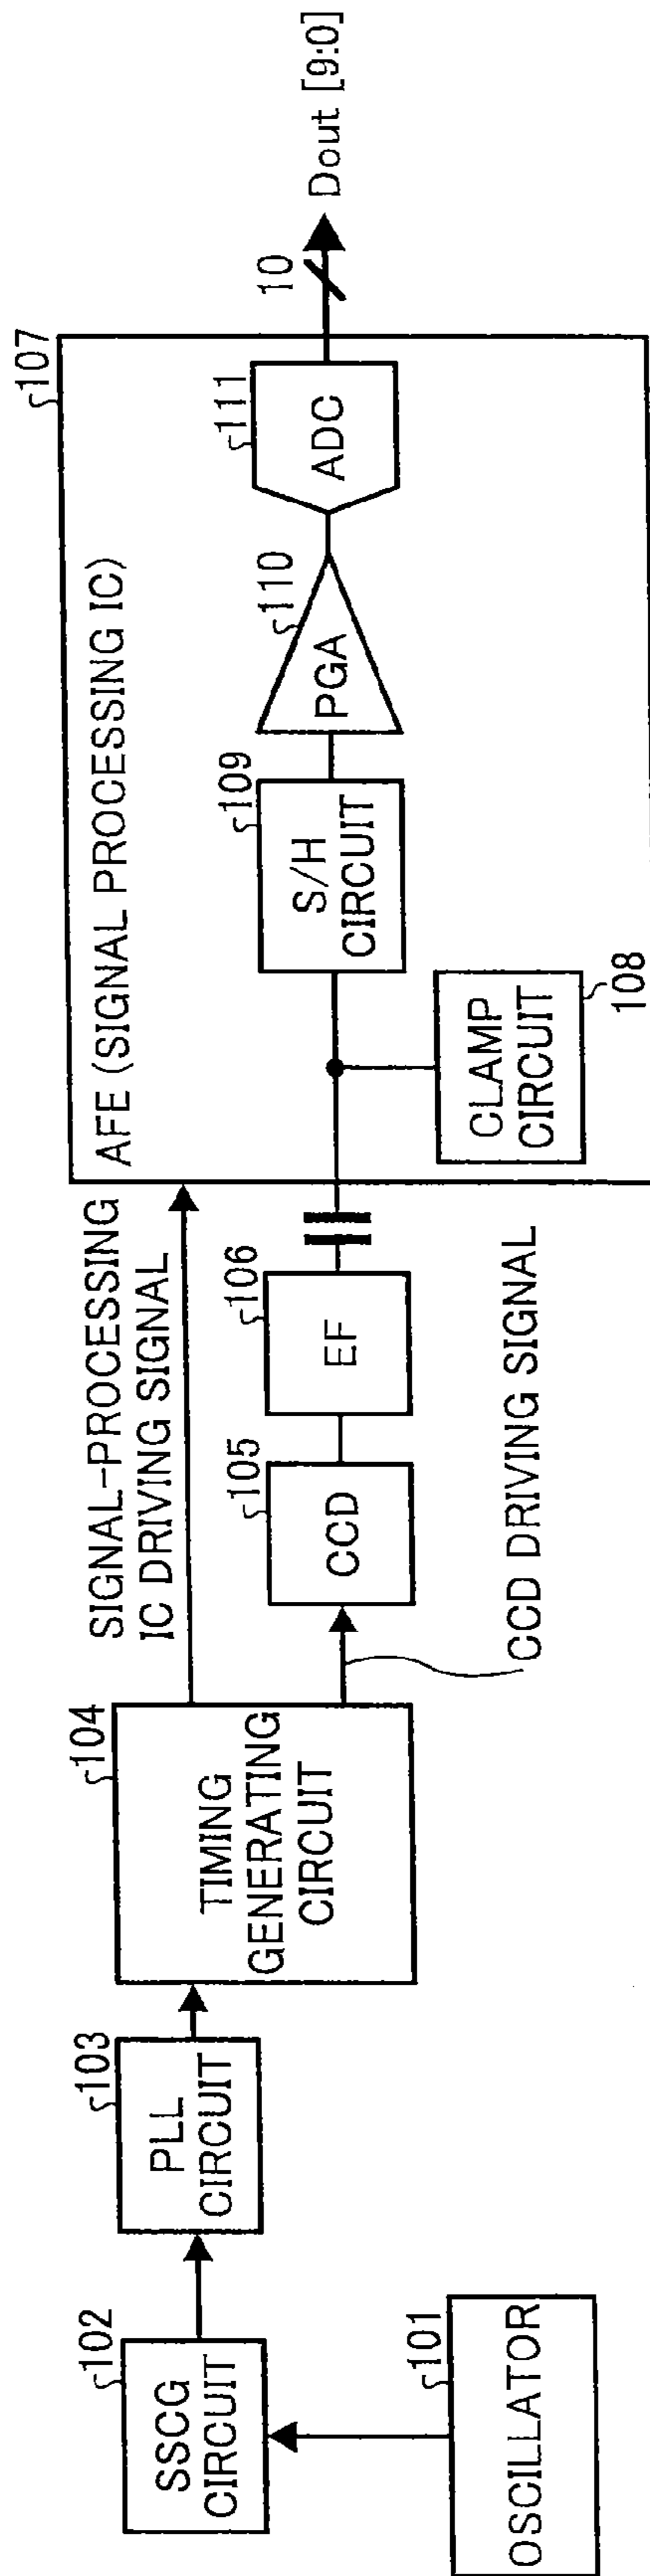 101
OSCILLATOR
102
SSCG
CIRCUIT
103
PLL
CIRCUIT
104
TIMING
GENERATING
CIRCUIT
SIGNAL-PROCESSING
IC DRIVING SIGNAL
CCD DRIVING SIGNAL
105
CCD
106
EF
107
AFE (SIGNAL PROCESSING IC)
108
CLAMP
CIRCUIT
109
S/H
CIRCUIT
110
PGA
111
ADC
10
Dout [9:0]